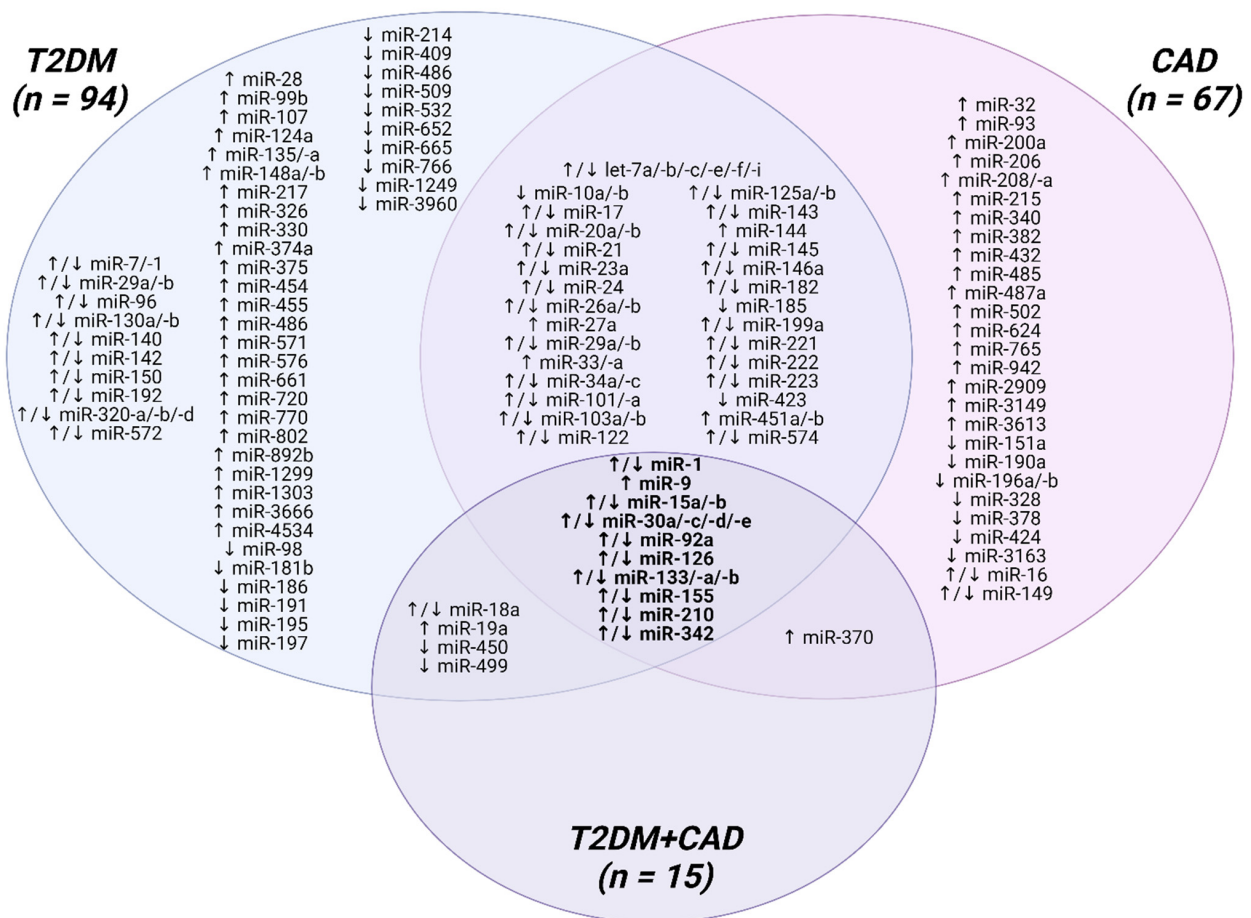 T2DM
(n = 94)
↑/↓ miR-7/-1
↑/↓ miR-29a/-b
↑/↓ miR-96
↑/↓ miR-130a/-b
↑/↓ miR-140
↑/↓ miR-142
↑/↓ miR-150
↑/↓ miR-192
↑/↓ miR-320-a/-b/-d
↑/↓ miR-572
↑ miR-28
↑ miR-99b
↑ miR-107
↑ miR-124a
↑ miR-135/-a
↑ miR-148a/-b
↑ miR-217
↑ miR-326
↑ miR-330
↑ miR-374a
↑ miR-375
↑ miR-454
↑ miR-455
↑ miR-486
↑ miR-571
↑ miR-576
↑ miR-661
↑ miR-720
↑ miR-770
↑ miR-802
↑ miR-892b
↑ miR-1299
↑ miR-1303
↑ miR-3666
↑ miR-4534
↓ miR-98
↓ miR-181b
↓ miR-186
↓ miR-191
↓ miR-195
↓ miR-197
↓ miR-214
↓ miR-409
↓ miR-486
↓ miR-509
↓ miR-532
↓ miR-652
↓ miR-665
↓ miR-766
↓ miR-1249
↓ miR-3960
↑/↓ let-7a/-b/-c/-e/-f/-i
↓ miR-10a/-b
↑/↓ miR-17
↑/↓ miR-20a/-b
↑/↓ miR-21
↑/↓ miR-23a
↑/↓ miR-24
↑/↓ miR-26a/-b
↑ miR-27a
↑/↓ miR-29a/-b
↑ miR-33/-a
↑/↓ miR-34a/-c
↑/↓ miR-101/-a
↑/↓ miR-103a/-b
↑/↓ miR-122
↑/↓ miR-125a/-b
↑/↓ miR-143
↑ miR-144
↑/↓ miR-145
↑/↓ miR-146a
↑/↓ miR-182
↓ miR-185
↑/↓ miR-199a
↑/↓ miR-221
↑/↓ miR-222
↑/↓ miR-223
↓ miR-423
↑ miR-451a/-b
↑/↓ miR-574
CAD
(n = 67)
↑ miR-32
↑ miR-93
↑ miR-200a
↑ miR-206
↑ miR-208/-a
↑ miR-215
↑ miR-340
↑ miR-382
↑ miR-432
↑ miR-485
↑ miR-487a
↑ miR-502
↑ miR-624
↑ miR-765
↑ miR-942
↑ miR-2909
↑ miR-3149
↑ miR-3613
↓ miR-151a
↓ miR-190a
↓ miR-196a/-b
↓ miR-328
↓ miR-378
↓ miR-424
↓ miR-3163
↑/↓ miR-16
↑/↓ miR-149
↑/↓ miR-1
↑ miR-9
↑/↓ miR-15a/-b
↑/↓ miR-30a/-c/-d/-e
↑/↓ miR-92a
↑/↓ miR-126
↑/↓ miR-133/-a/-b
↑/↓ miR-155
↑/↓ miR-210
↑/↓ miR-342
↑/↓ miR-18a
↑ miR-19a
↓ miR-450
↓ miR-499
↑ miR-370
T2DM+CAD
(n = 15)